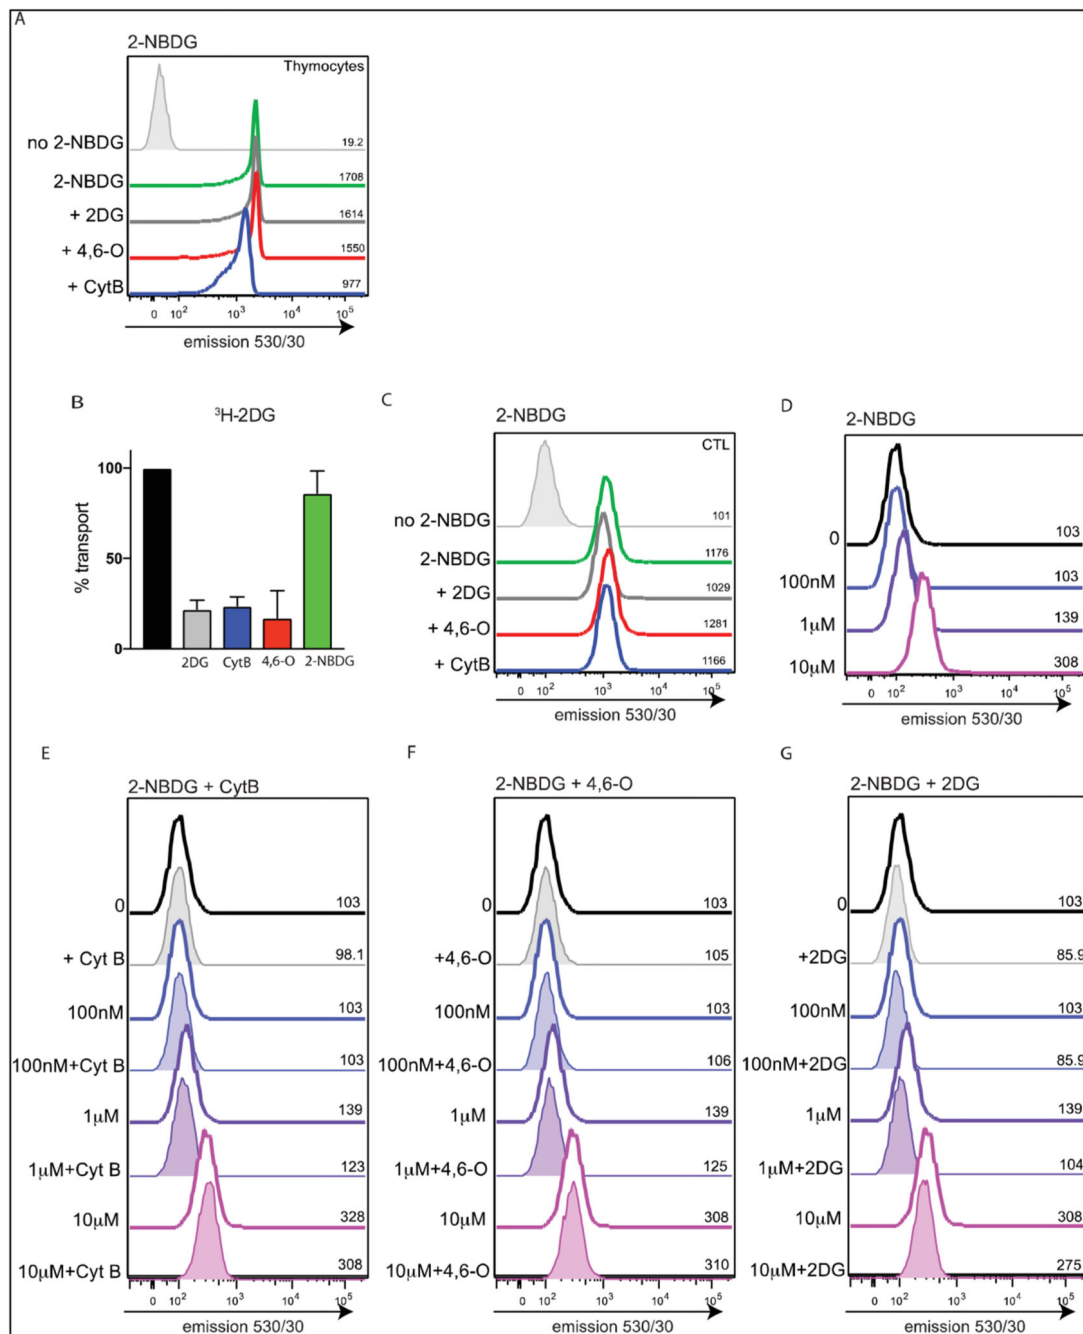 A
2-NBDG
Thymocytes
no 2-NBDG 19.2
2-NBDG 1708
+ 2DG 1614
+ 4,6-O 1550
+ CytB 977
0 10² 10³ 10⁴ 10⁵
emission 530/30
B
³H-2DG
% transport
100
50
0
2DG CytB 4,6-O 2-NBDG
C
2-NBDG
CTL
no 2-NBDG 101
2-NBDG 1176
+ 2DG 1029
+ 4,6-O 1281
+ CytB 1166
0 10² 10³ 10⁴ 10⁵
emission 530/30
D
2-NBDG
0 103
100nM 103
1µM 139
10µM 308
0 10² 10³ 10⁴ 10⁵
emission 530/30
E
2-NBDG + CytB
0 103
+ Cyt B 98.1
100nM 103
100nM+Cyt B 103
1µM 139
1µM+Cyt B 123
10µM 328
10µM+Cyt B 308
0 10² 10³ 10⁴ 10⁵
emission 530/30
F
2-NBDG + 4,6-O
0 103
+4,6-O 105
100nM 103
100nM+4,6-O 106
1µM 139
1µM+4,6-O 125
10µM 308
10µM+4,6-O 310
0 10² 10³ 10⁴ 10⁵
emission 530/30
G
2-NBDG + 2DG
0 103
+2DG 85.9
100nM 103
100nM+2DG 85.9
1µM 139
1µM+2DG 104
10µM 308
10µM+2DG 275
0 10² 10³ 10⁴ 10⁵
emission 530/30